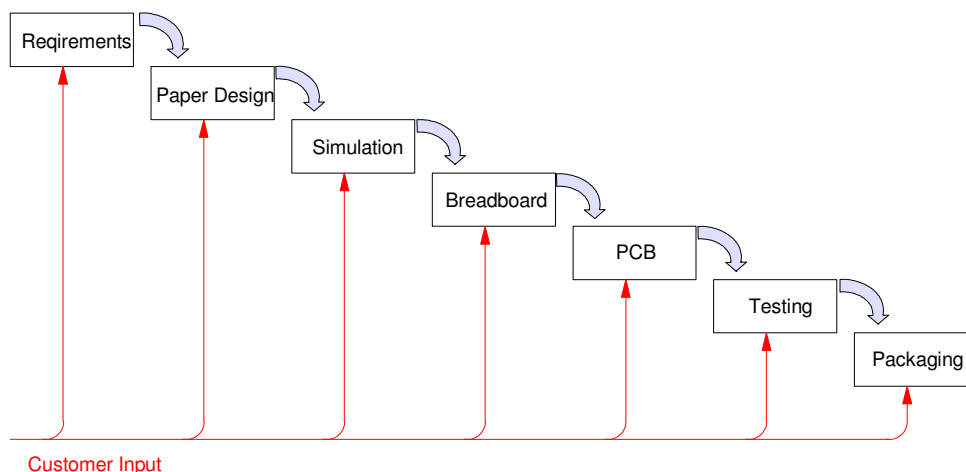 Reqirements
Paper Design
Simulation
Breadboard
PCB
Testing
Packaging
Customer Input